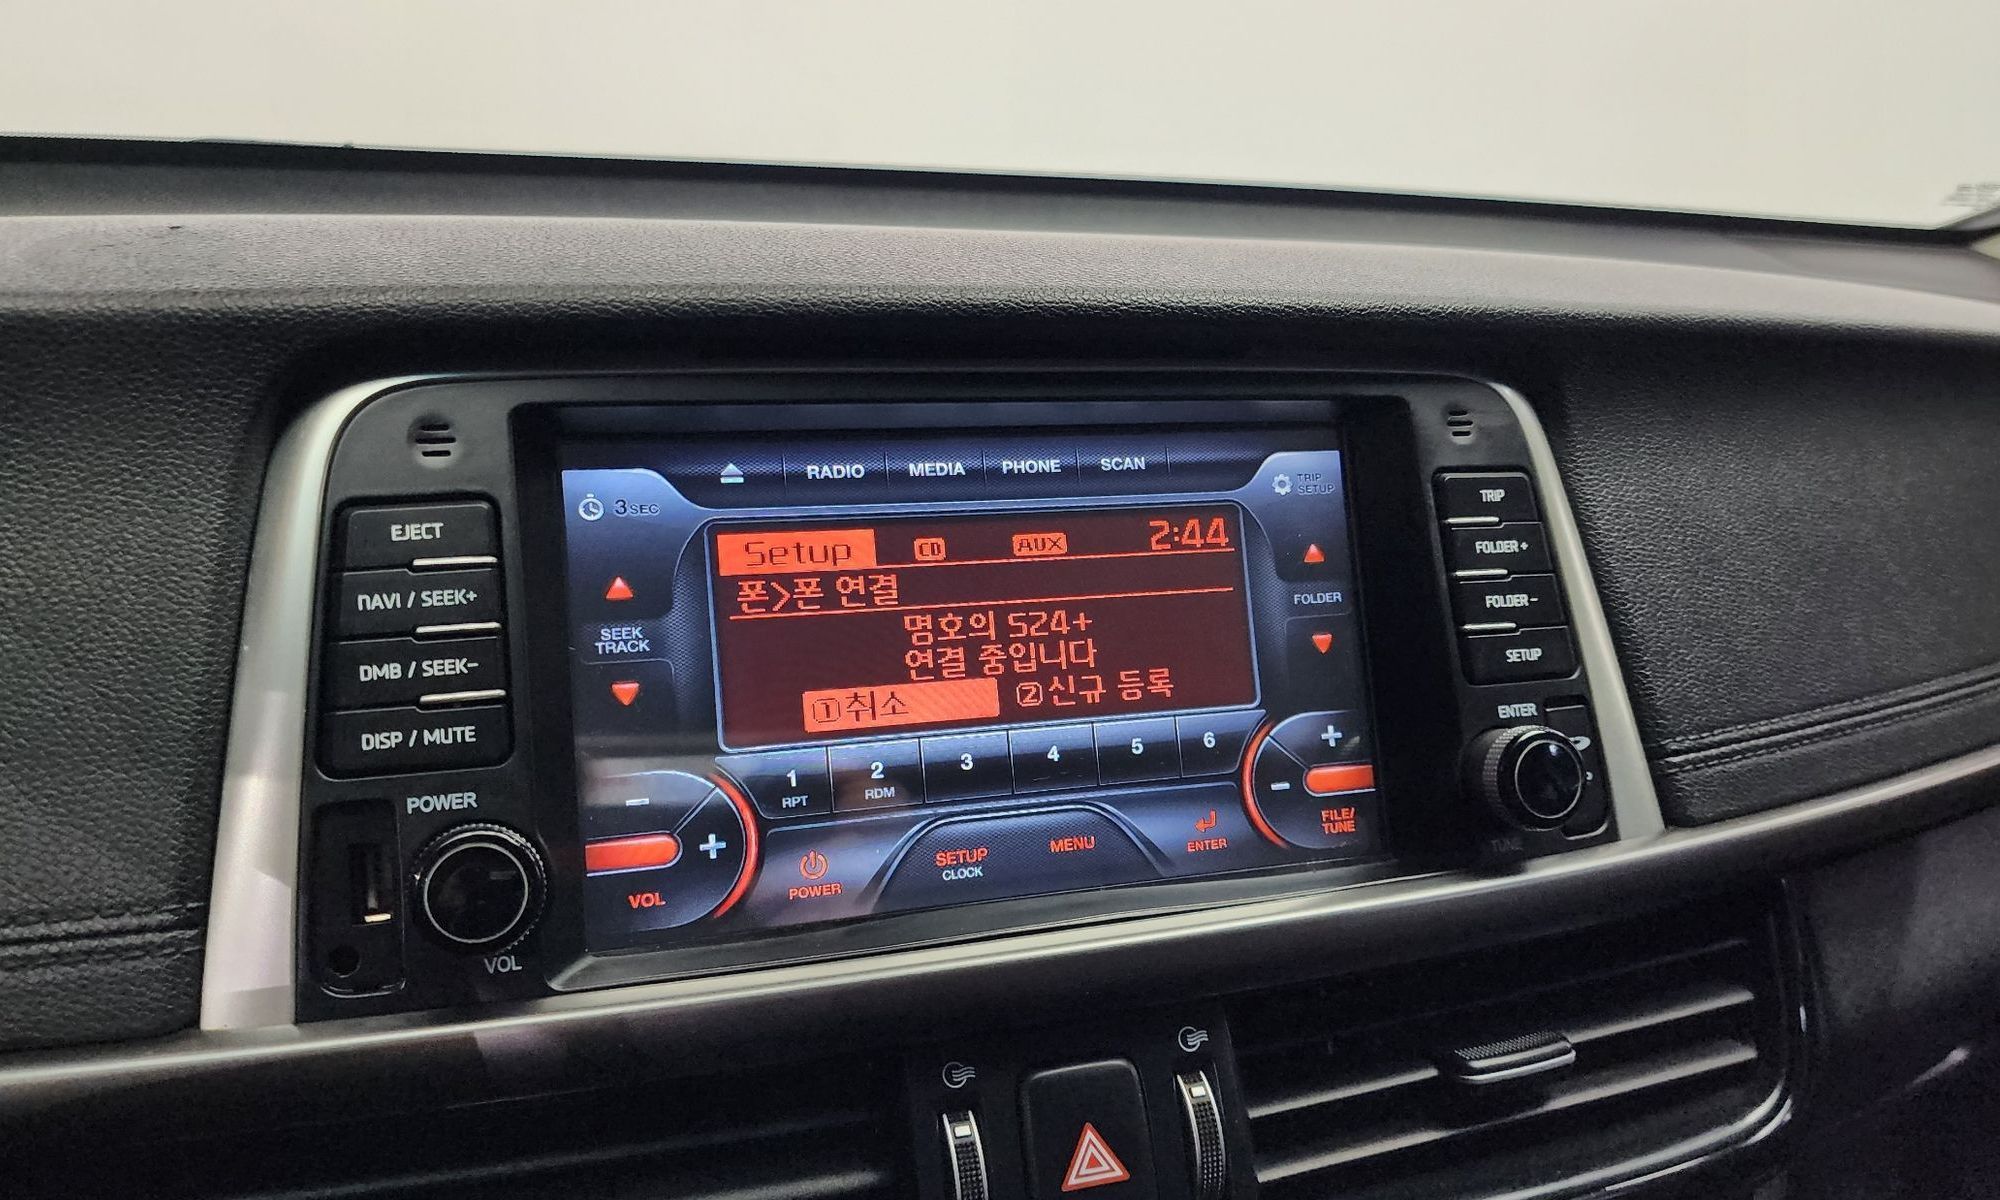 EJECT
NAVI / SEEK+
DMB / SEEK-
DISP / MUTE
POWER
VOL
RADIO
MEDIA
PHONE
SCAN
3 SEC
TRIP
SETUP
SEEK
TRACK
Setup CD AUX 2:44
폰>폰 연결
명호의 S24+
연결 중입니다
①취소 ②신규 등록
FOLDER
1 2 3 4 5 6
RPT RDM
VOL
POWER
SETUP
CLOCK
MENU
ENTER
FILE/
TUNE
TRIP
FOLDER+
FOLDER-
SETUP
ENTER
TUNE